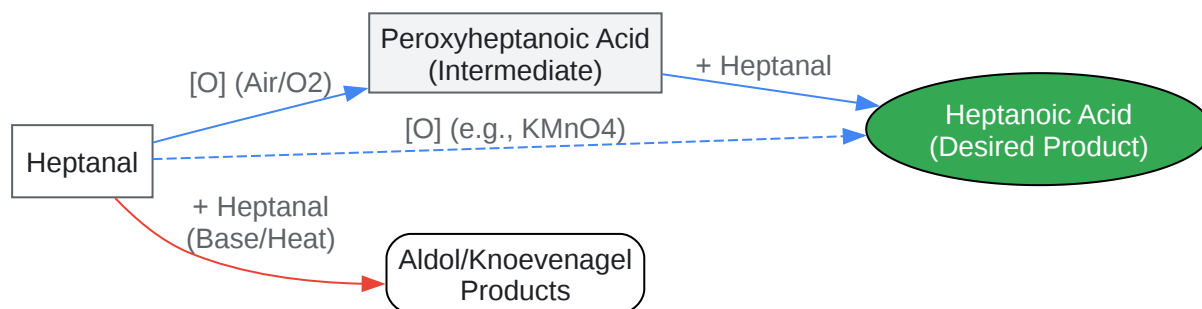 Peroxyheptanoic Acid
(Intermediate)
[O] (Air/O2)
+ Heptanal
[O] (e.g., KMnO4)
Heptanoic Acid
(Desired Product)
Heptanal
+ Heptanal
(Base/Heat)
Aldol/Knoevenagel
Products